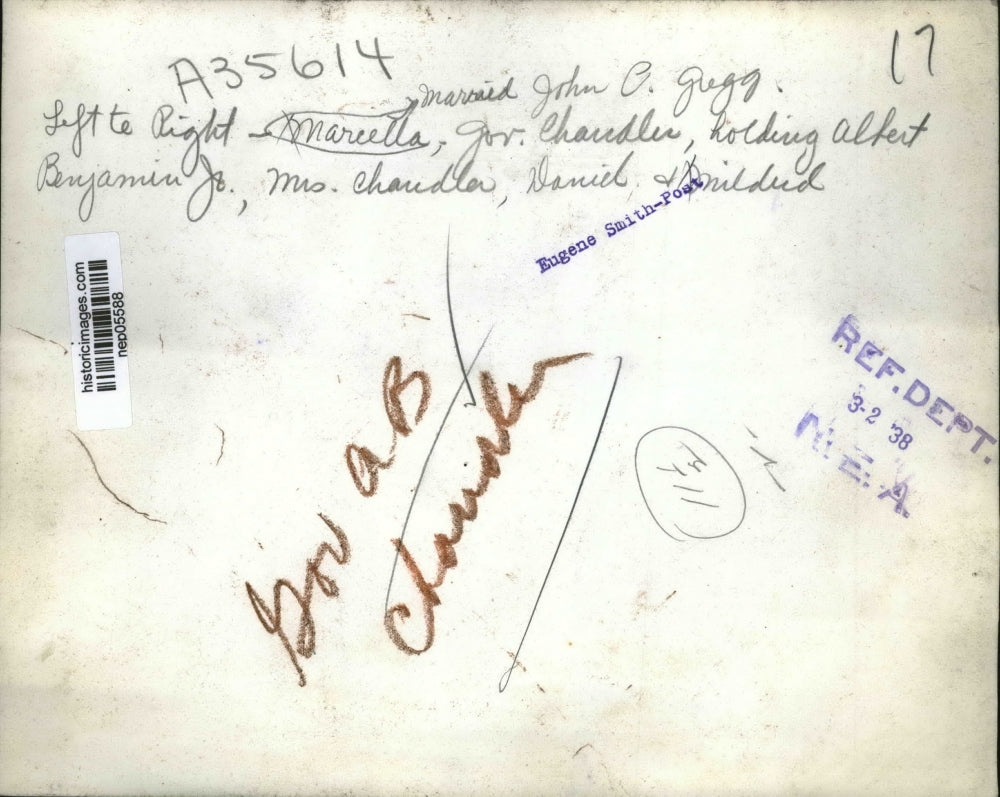 A35614
17
married John C. Gregg.
Left to Right - Marcella, Gov. Chandler, holding Albert
Benjamin Jr., Mrs. Chandler, Daniel, & Mildred
Eugene Smith-Post
historicimages.com
nep05588
REF. DEPT.
3-2 '38
N.E.A.
Gov A B
Chandler